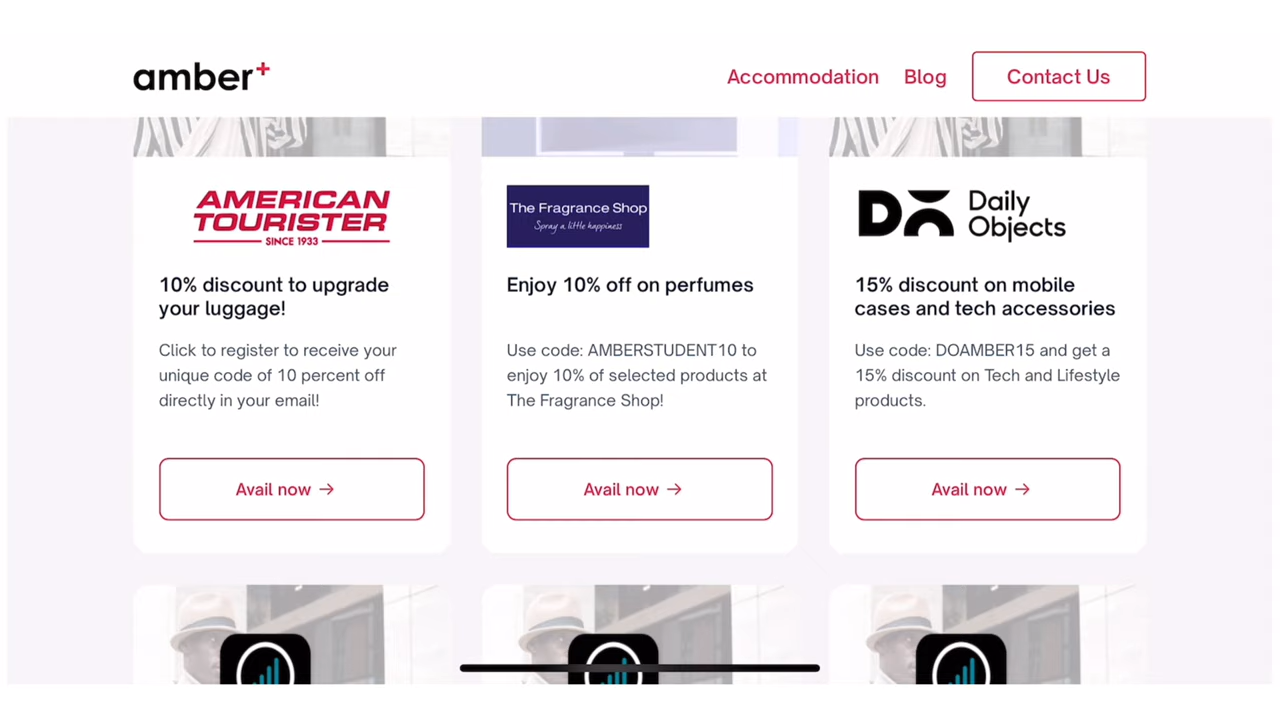 amber+
Accommodation
Blog
Contact Us
AMERICAN
TOURISTER
SINCE 1933
10% discount to upgrade
your luggage!
Click to register to receive your
unique code of 10 percent off
directly in your email!
Avail now →
The Fragrance Shop
Spray a little happiness
Enjoy 10% off on perfumes
Use code: AMBERSTUDENT10 to
enjoy 10% of selected products at
The Fragrance Shop!
Avail now →
Daily
Objects
15% discount on mobile
cases and tech accessories
Use code: DOAMBER15 and get a
15% discount on Tech and Lifestyle
products.
Avail now →